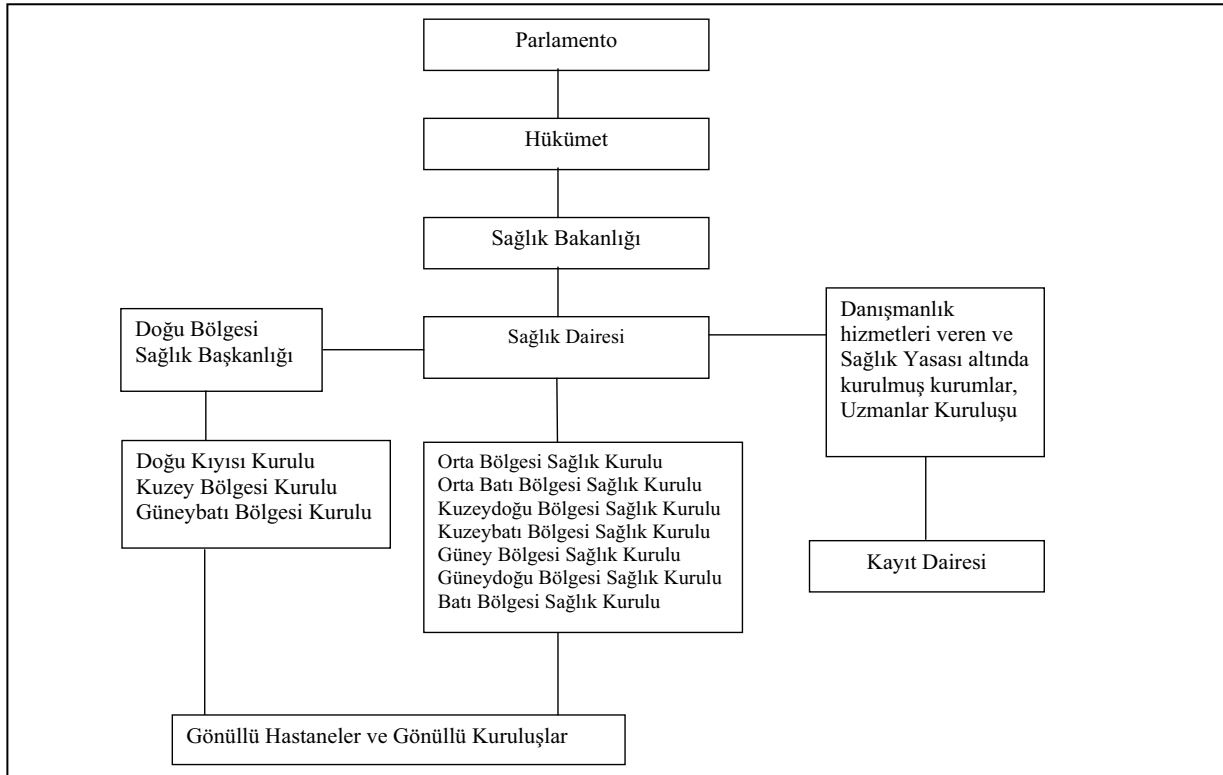 Parlamento
Hükümet
Sağlık Bakanlığı
Doğu Bölgesi
Sağlık Başkanlığı
Sağlık Dairesi
Danışmanlık
hizmetleri veren ve
Sağlık Yasası altında
kurulmuş kurumlar,
Uzmanlar Kuruluşu
Doğu Kıyısı Kurulu
Kuzey Bölgesi Kurulu
Güneybatı Bölgesi Kurulu
Orta Bölgesi Sağlık Kurulu
Orta Batı Bölgesi Sağlık Kurulu
Kuzeydoğu Bölgesi Sağlık Kurulu
Kuzeybatı Bölgesi Sağlık Kurulu
Güney Bölgesi Sağlık Kurulu
Güneydoğu Bölgesi Sağlık Kurulu
Batı Bölgesi Sağlık Kurulu
Kayıt Dairesi
Gönüllü Hastaneler ve Gönüllü Kuruluşlar